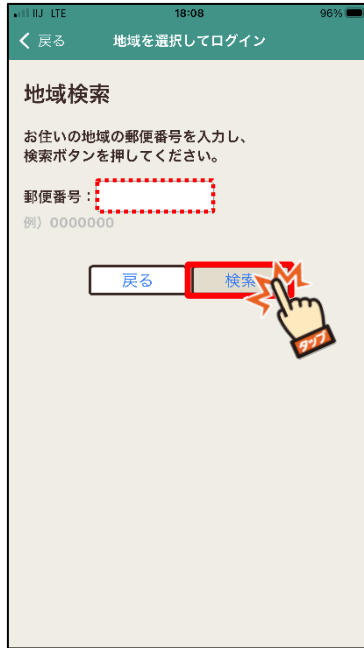 IIJ LTE 18:08 96%
戻る 地域を選択してログイン
地域検索
お住いの地域の郵便番号を入力し、
検索ボタンを押してください。
郵便番号：
例）0000000
戻る 検索
タップ